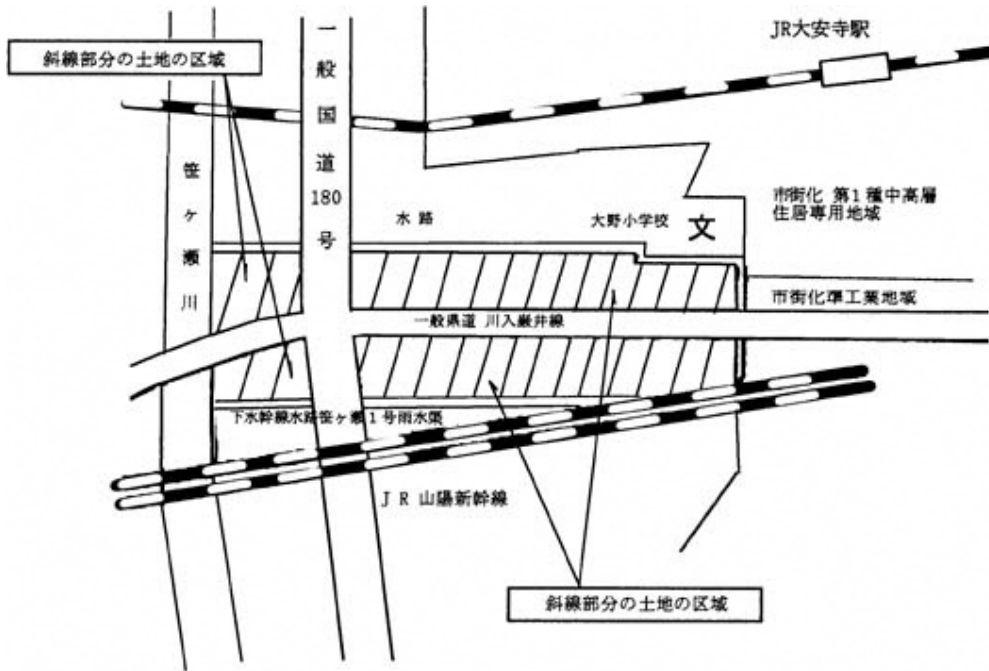 JR大安寺駅
斜線部分の土地の区域
一般国道180号
笹ヶ瀬川
水路
大野小学校
文
市街化 第1種中高層
住居専用地域
市街化準工業地域
一般県道 川入巌井線
下水幹線水路笹ヶ瀬1号雨水渠
JR 山陽新幹線
斜線部分の土地の区域